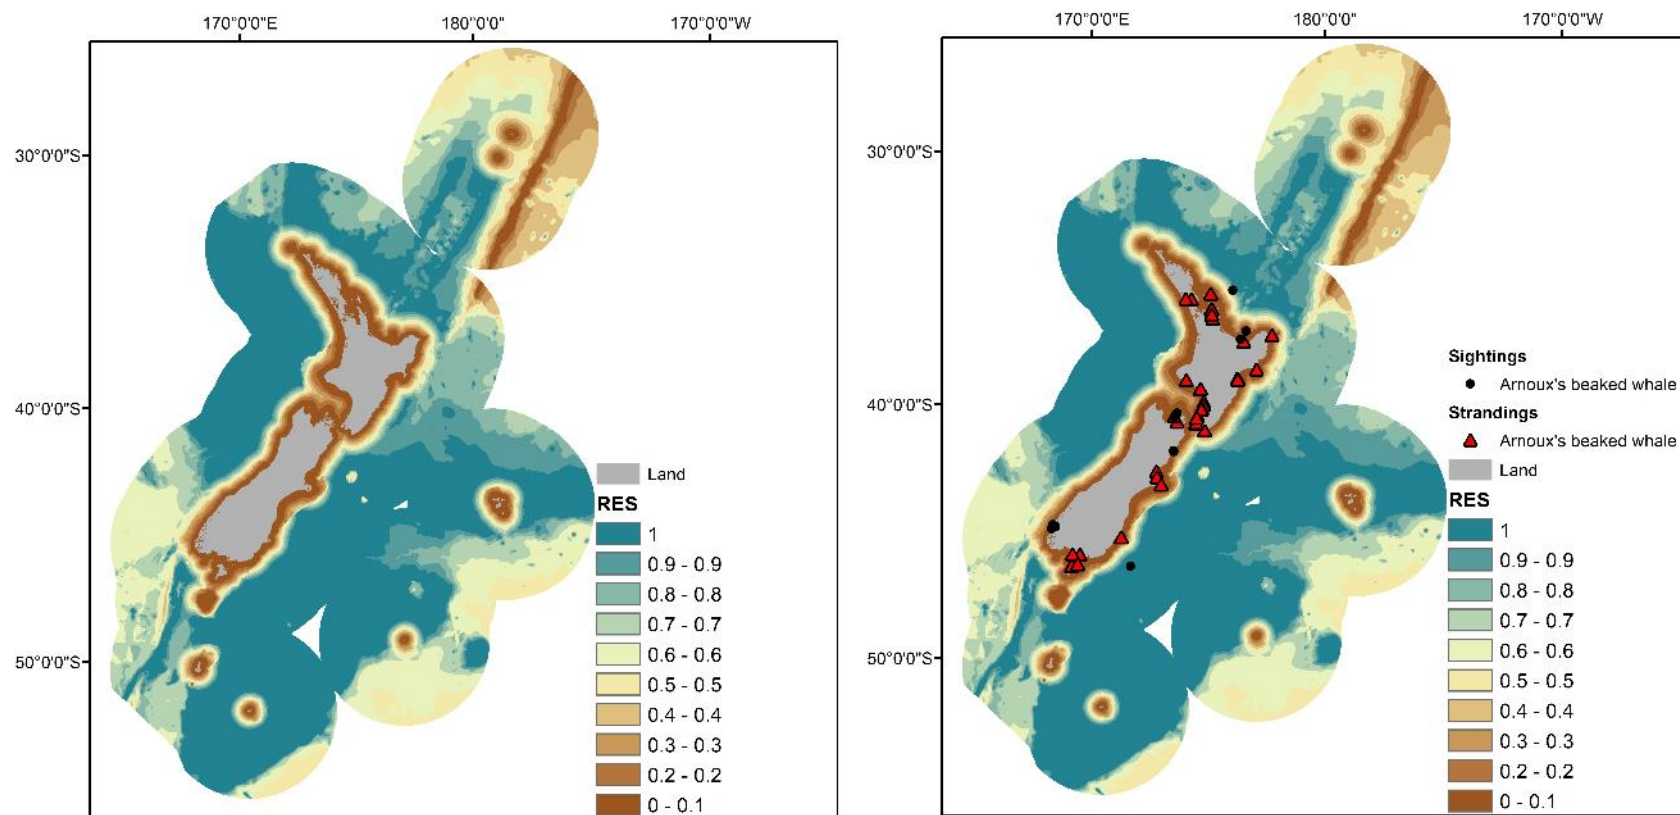 170°0'0"E 180°0'0" 170°0'0"W
30°0'0"S
40°0'0"S
50°0'0"S
Land
RES
1
0.9 - 0.9
0.8 - 0.8
0.7 - 0.7
0.6 - 0.6
0.5 - 0.5
0.4 - 0.4
0.3 - 0.3
0.2 - 0.2
0 - 0.1
170°0'0"E 180°0'0" 170°0'0"W
30°0'0"S
40°0'0"S
50°0'0"S
Sightings
Arnoux's beaked whale
Strandings
Arnoux's beaked whale
Land
RES
1
0.9 - 0.9
0.8 - 0.8
0.7 - 0.7
0.6 - 0.6
0.5 - 0.5
0.4 - 0.4
0.3 - 0.3
0.2 - 0.2
0 - 0.1